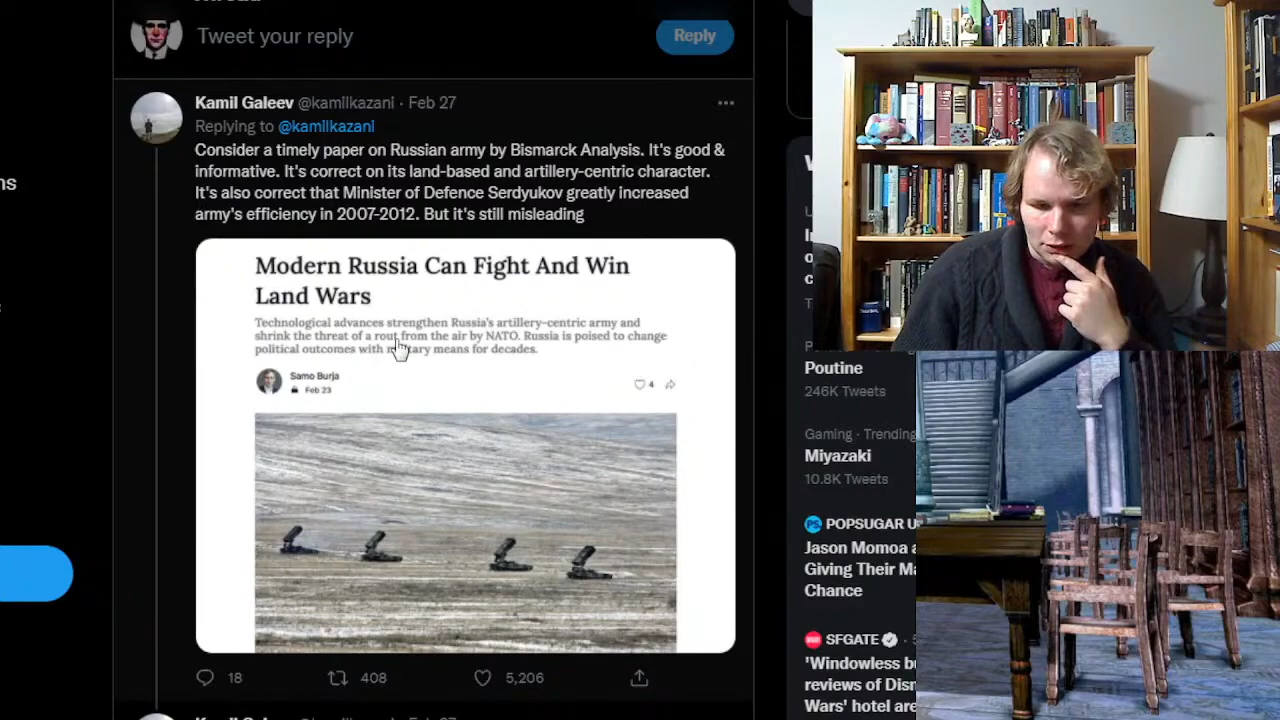 Tweet your reply
Reply
Kamil Galeev @kamilkazani · Feb 27
Replying to @kamilkazani
Consider a timely paper on Russian army by Bismarck Analysis. It's good &
informative. It's correct on its land-based and artillery-centric character.
It's also correct that Minister of Defence Serdyukov greatly increased
army's efficiency in 2007-2012. But it's still misleading
Modern Russia Can Fight And Win
Land Wars
Technological advances strengthen Russia's artillery-centric army and
shrink the threat of a rout from the air by NATO. Russia is poised to change
political outcomes with military means for decades.
Samo Burja
Feb 23
4
18
408
5,206
Poutine
246K Tweets
Gaming · Trending
Miyazaki
10.8K Tweets
POPSUGAR
Jason Momoa
Giving Their
Chance
SFGATE
'Windowless
reviews of
Wars' hotel